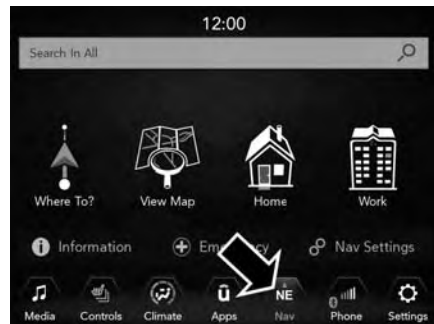 12:00
Search In All
Where To? View Map Home Work
Information Emergency Nav Settings
NE
Media Controls Climate Apps Nav Phone Settings